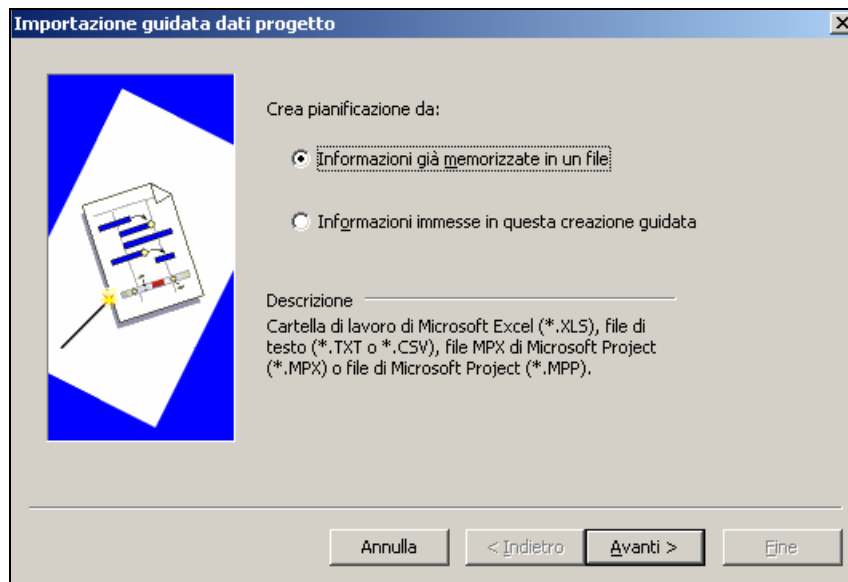 Importazione guidata dati progetto
Crea pianificazione da:
Informazioni già memorizzate in un file
Informazioni immesse in questa creazione guidata
Descrizione
Cartella di lavoro di Microsoft Excel (*.XLS), file di
testo (*.TXT o *.CSV), file MPX di Microsoft Project
(*.MPX) o file di Microsoft Project (*.MPP).
Annulla
< Indietro
Avanti >
Fine